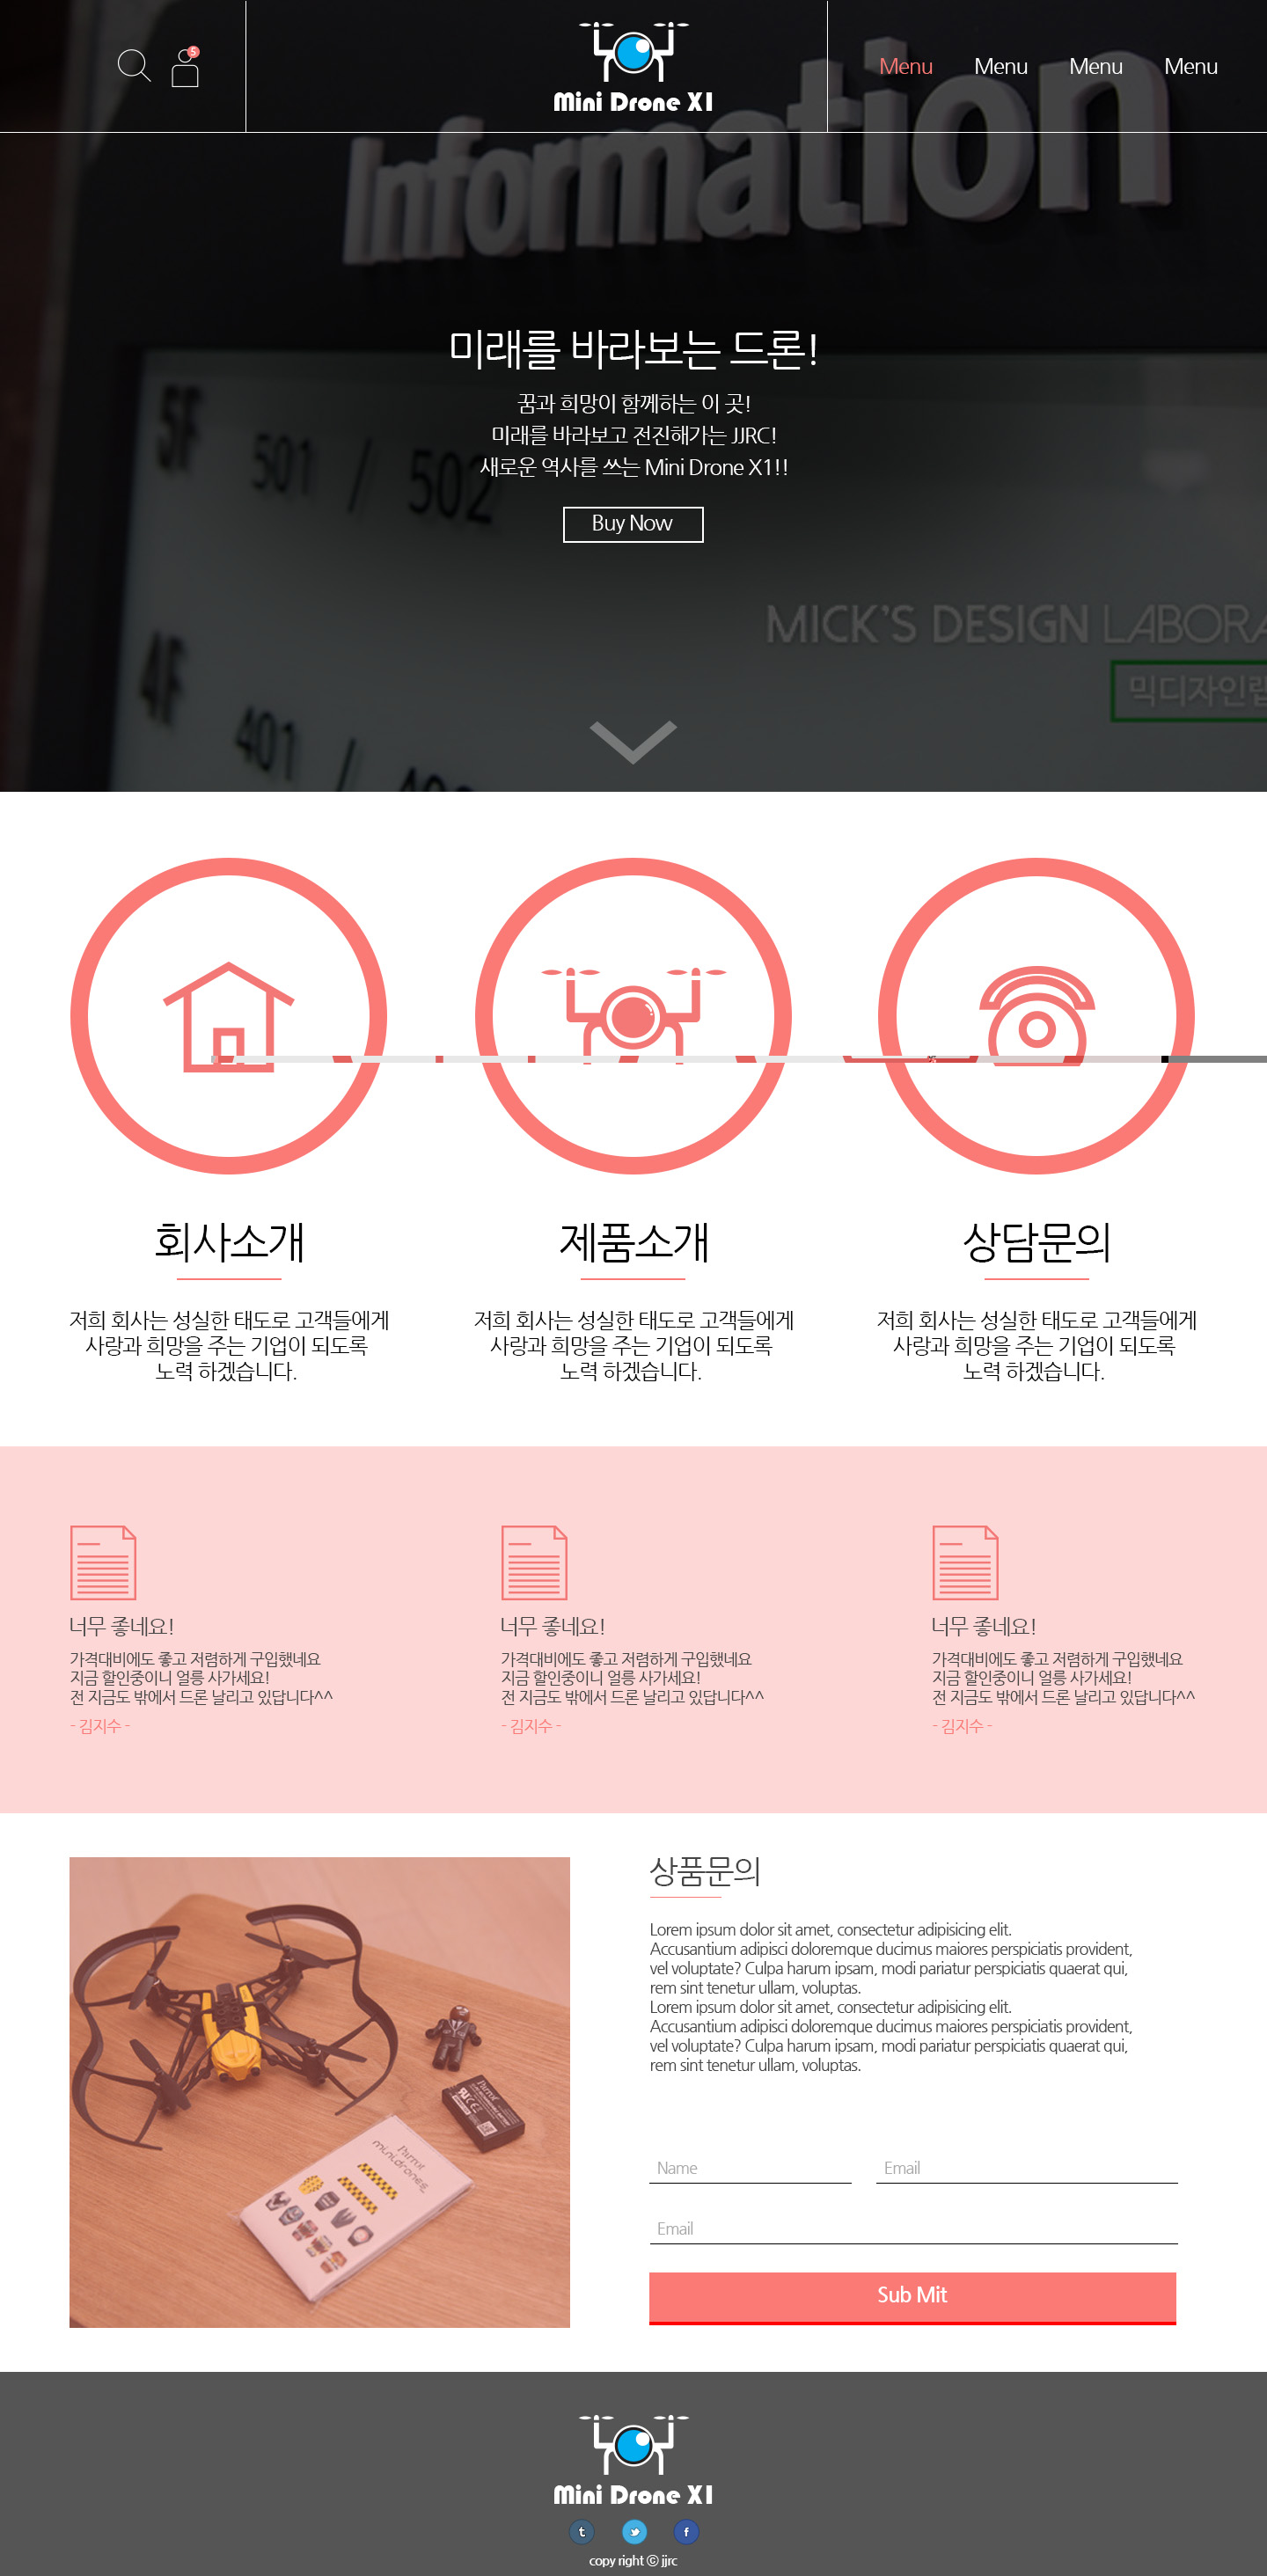 5
Mini Drone X1
Menu Menu Menu Menu
Information
미래를 바라보는 드론!
꿈과 희망이 함께하는 이 곳!
미래를 바라보고 전진해가는 JJRC!
새로운 역사를 쓰는 Mini Drone X1!!
Buy Now
5F 501 / 502
MICK'S DESIGN LABORA
믹디자인랩
4F 401 / 402
회사소개
저희 회사는 성실한 태도로 고객들에게
사랑과 희망을 주는 기업이 되도록
노력 하겠습니다.
제품소개
저희 회사는 성실한 태도로 고객들에게
사랑과 희망을 주는 기업이 되도록
노력 하겠습니다.
상담문의
저희 회사는 성실한 태도로 고객들에게
사랑과 희망을 주는 기업이 되도록
노력 하겠습니다.
너무 좋네요!
가격대비에도 좋고 저렴하게 구입했네요
지금 할인중이니 얼릉 사가세요!
전 지금도 밖에서 드론 날리고 있답니다^^
- 김지수 -
너무 좋네요!
가격대비에도 좋고 저렴하게 구입했네요
지금 할인중이니 얼릉 사가세요!
전 지금도 밖에서 드론 날리고 있답니다^^
- 김지수 -
너무 좋네요!
가격대비에도 좋고 저렴하게 구입했네요
지금 할인중이니 얼릉 사가세요!
전 지금도 밖에서 드론 날리고 있답니다^^
- 김지수 -
Parrot
minidrones
Parrot
상품문의
Lorem ipsum dolor sit amet, consectetur adipisicing elit.
Accusantium adipisci doloremque ducimus maiores perspiciatis provident,
vel voluptate? Culpa harum ipsam, modi pariatur perspiciatis quaerat qui,
rem sint tenetur ullam, voluptas.
Lorem ipsum dolor sit amet, consectetur adipisicing elit.
Accusantium adipisci doloremque ducimus maiores perspiciatis provident,
vel voluptate? Culpa harum ipsam, modi pariatur perspiciatis quaerat qui,
rem sint tenetur ullam, voluptas.
Name Email
Email
Sub Mit
Mini Drone X1
copy right ⓒ jjrc